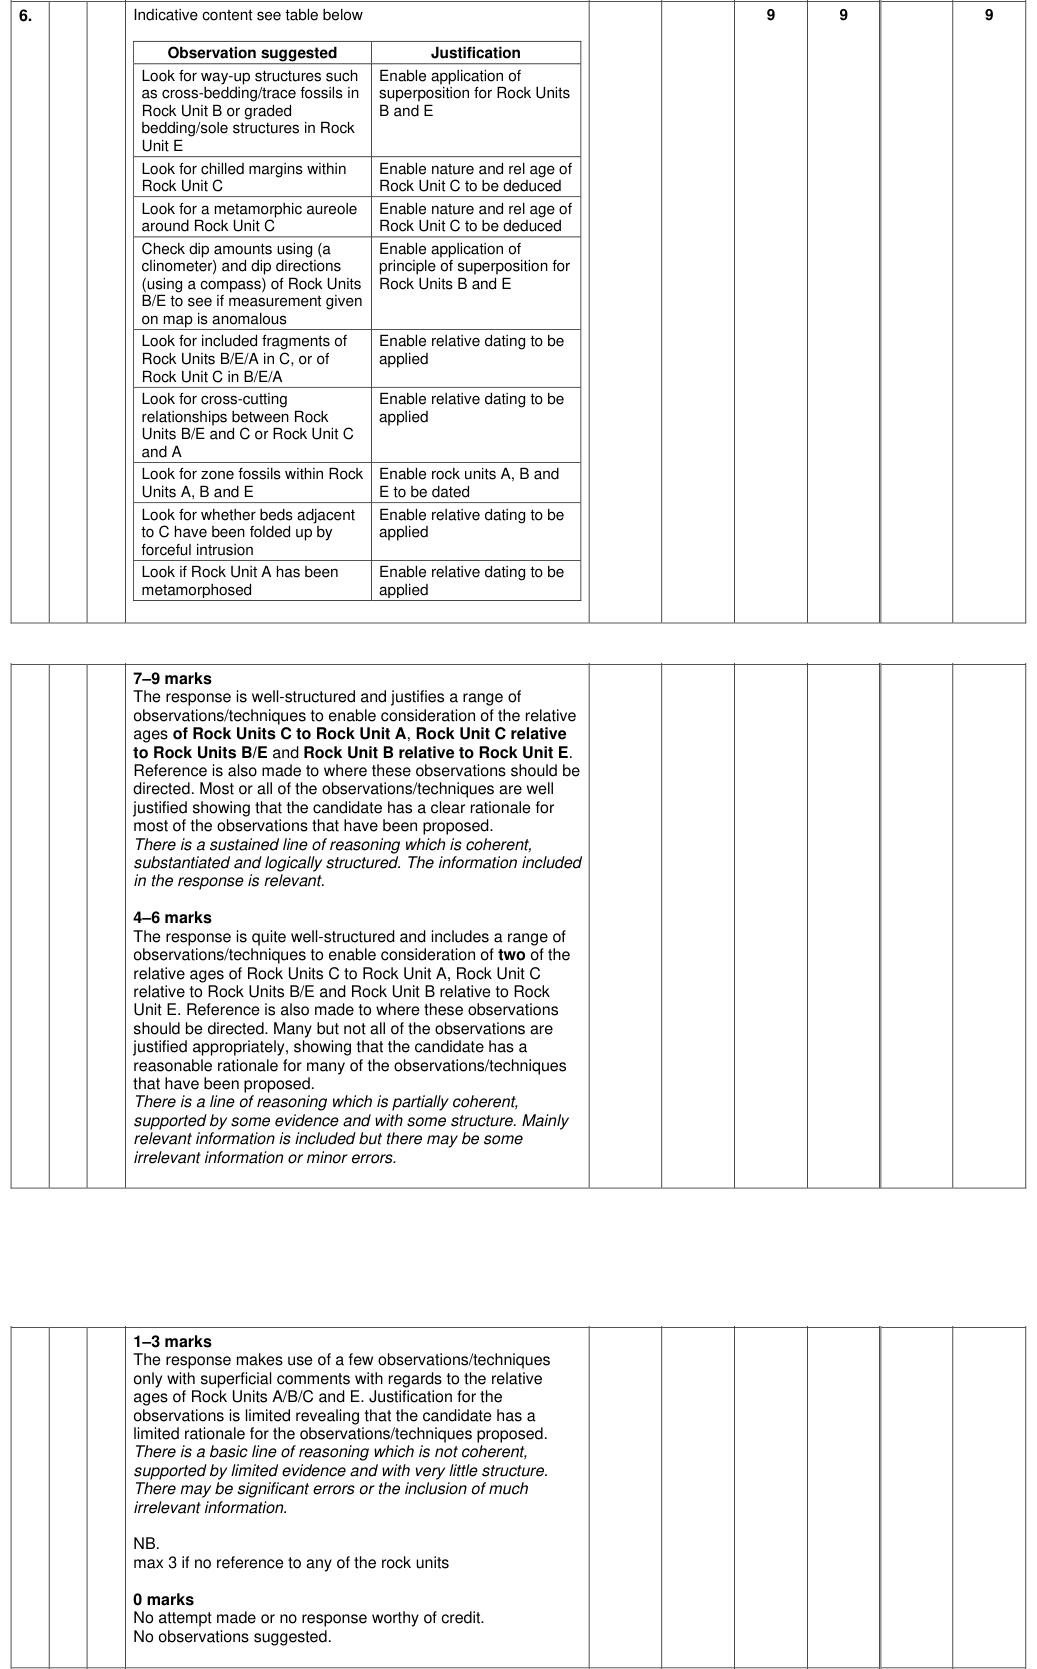 6.
Indicative content see table below
9
9
9
Observation suggested
Justification
Look for way-up structures such
as cross-bedding/trace fossils in
Rock Unit B or graded
bedding/sole structures in Rock
Unit E
Enable application of
superposition for Rock Units
B and E
Look for chilled margins within
Rock Unit C
Enable nature and rel age of
Rock Unit C to be deduced
Look for a metamorphic aureole
around Rock Unit C
Enable nature and rel age of
Rock Unit C to be deduced
Check dip amounts using (a
clinometer) and dip directions
(using a compass) of Rock Units
B/E to see if measurement given
on map is anomalous
Enable application of
principle of superposition for
Rock Units B and E
Look for included fragments of
Rock Units B/E/A in C, or of
Rock Unit C in B/E/A
Enable relative dating to be
applied
Look for cross-cutting
relationships between Rock
Units B/E and C or Rock Unit C
and A
Enable relative dating to be
applied
Look for zone fossils within Rock
Units A, B and E
Enable rock units A, B and
E to be dated
Look for whether beds adjacent
to C have been folded up by
forceful intrusion
Enable relative dating to be
applied
Look if Rock Unit A has been
metamorphosed
Enable relative dating to be
applied
7–9 marks
The response is well-structured and justifies a range of
observations/techniques to enable consideration of the relative
ages of Rock Units C to Rock Unit A, Rock Unit C relative
to Rock Units B/E and Rock Unit B relative to Rock Unit E.
Reference is also made to where these observations should be
directed. Most or all of the observations/techniques are well
justified showing that the candidate has a clear rationale for
most of the observations that have been proposed.
There is a sustained line of reasoning which is coherent,
substantiated and logically structured. The information included
in the response is relevant.
4–6 marks
The response is quite well-structured and includes a range of
observations/techniques to enable consideration of two of the
relative ages of Rock Units C to Rock Unit A, Rock Unit C
relative to Rock Units B/E and Rock Unit B relative to Rock
Unit E. Reference is also made to where these observations
should be directed. Many but not all of the observations are
justified appropriately, showing that the candidate has a
reasonable rationale for many of the observations/techniques
that have been proposed.
There is a line of reasoning which is partially coherent,
supported by some evidence and with some structure. Mainly
relevant information is included but there may be some
irrelevant information or minor errors.
1–3 marks
The response makes use of a few observations/techniques
only with superficial comments with regards to the relative
ages of Rock Units A/B/C and E. Justification for the
observations is limited revealing that the candidate has a
limited rationale for the observations/techniques proposed.
There is a basic line of reasoning which is not coherent,
supported by limited evidence and with very little structure.
There may be significant errors or the inclusion of much
irrelevant information.
NB.
max 3 if no reference to any of the rock units
0 marks
No attempt made or no response worthy of credit.
No observations suggested.